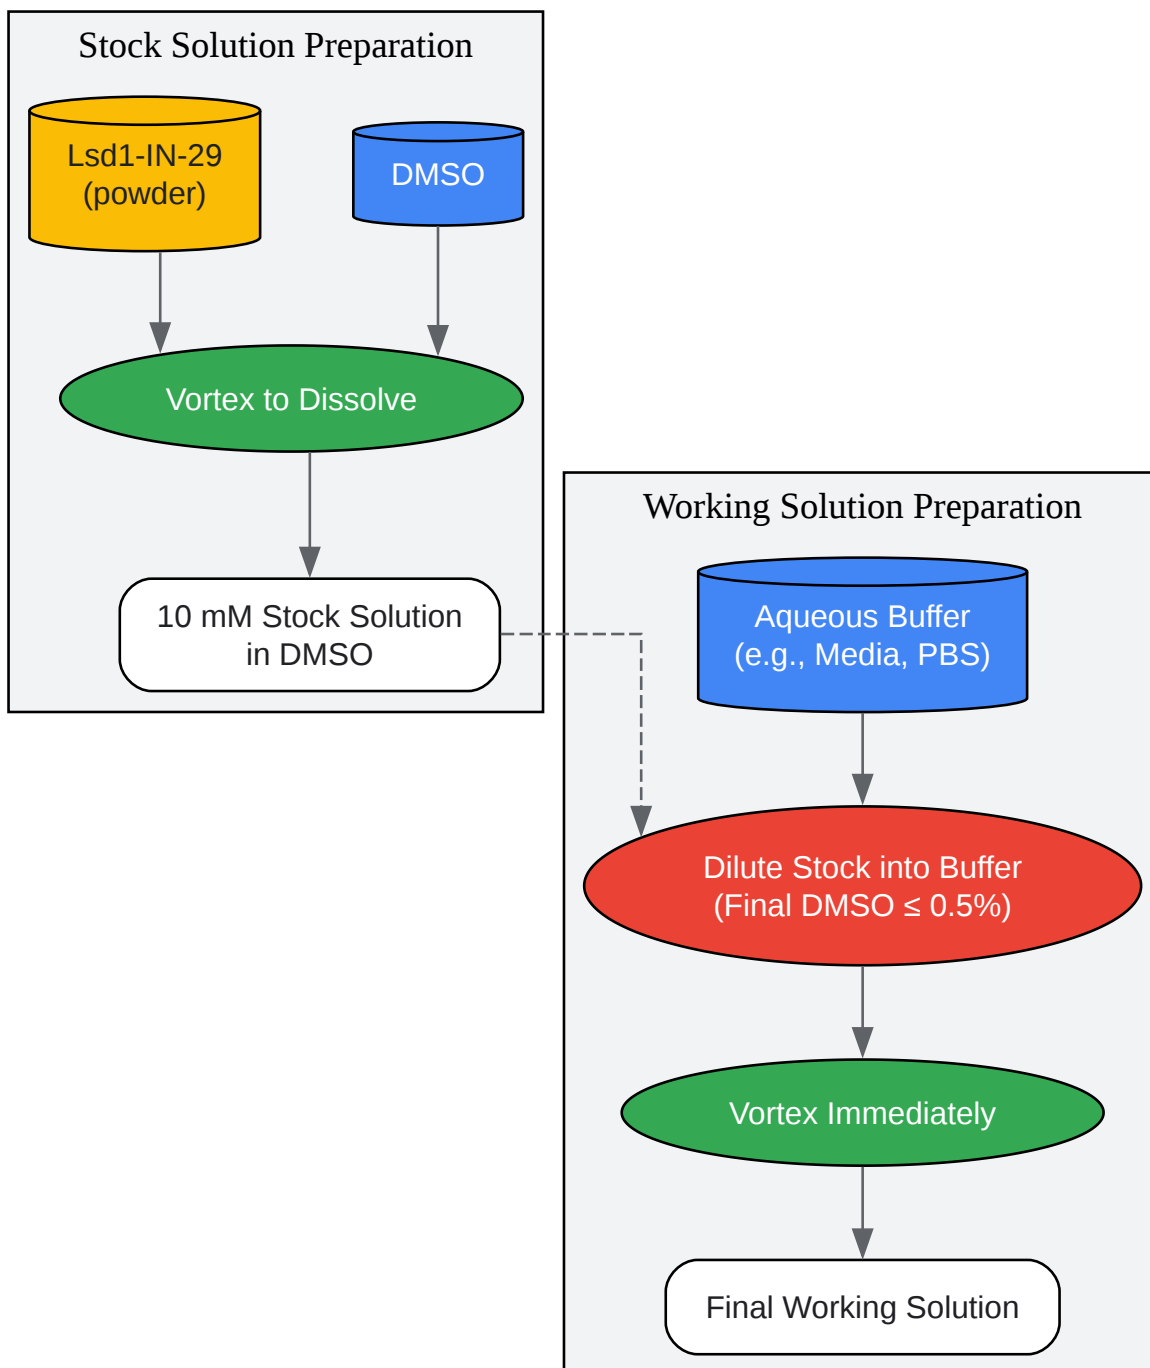 Stock Solution Preparation
Lsd1-IN-29
(powder)
DMSO
Vortex to Dissolve
10 mM Stock Solution
in DMSO
Working Solution Preparation
Aqueous Buffer
(e.g., Media, PBS)
Dilute Stock into Buffer
(Final DMSO ≤ 0.5%)
Vortex Immediately
Final Working Solution